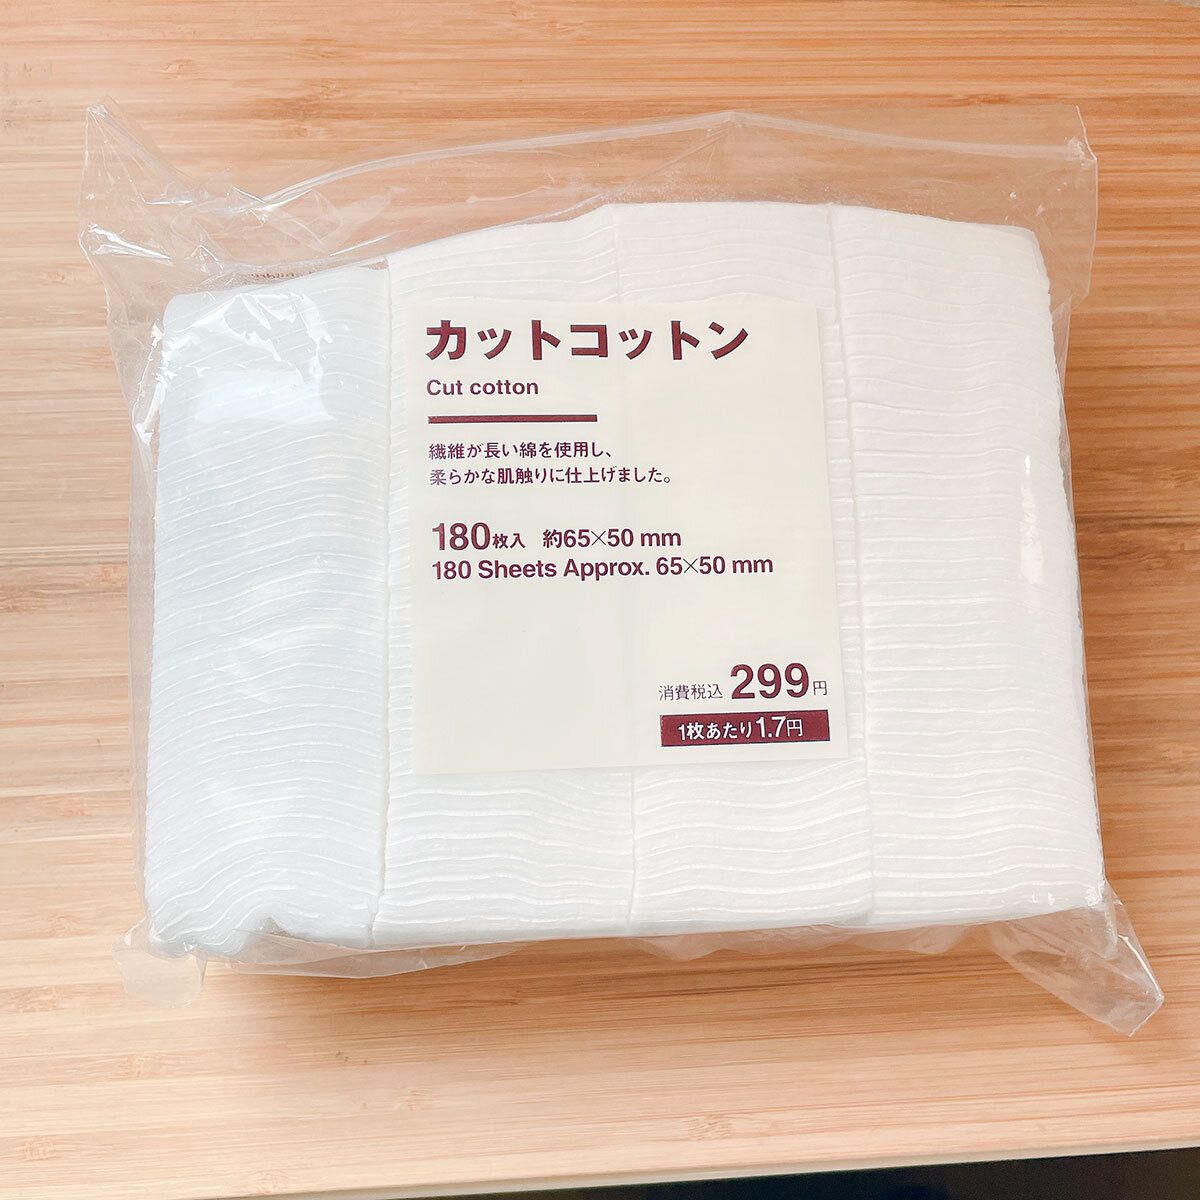 カットコットン
Cut cotton
繊維が長い綿を使用し、
柔らかな肌触りに仕上げました。
180枚入 約65×50 mm
180 Sheets Approx. 65×50 mm
消費税込 299円
1枚あたり1.7円